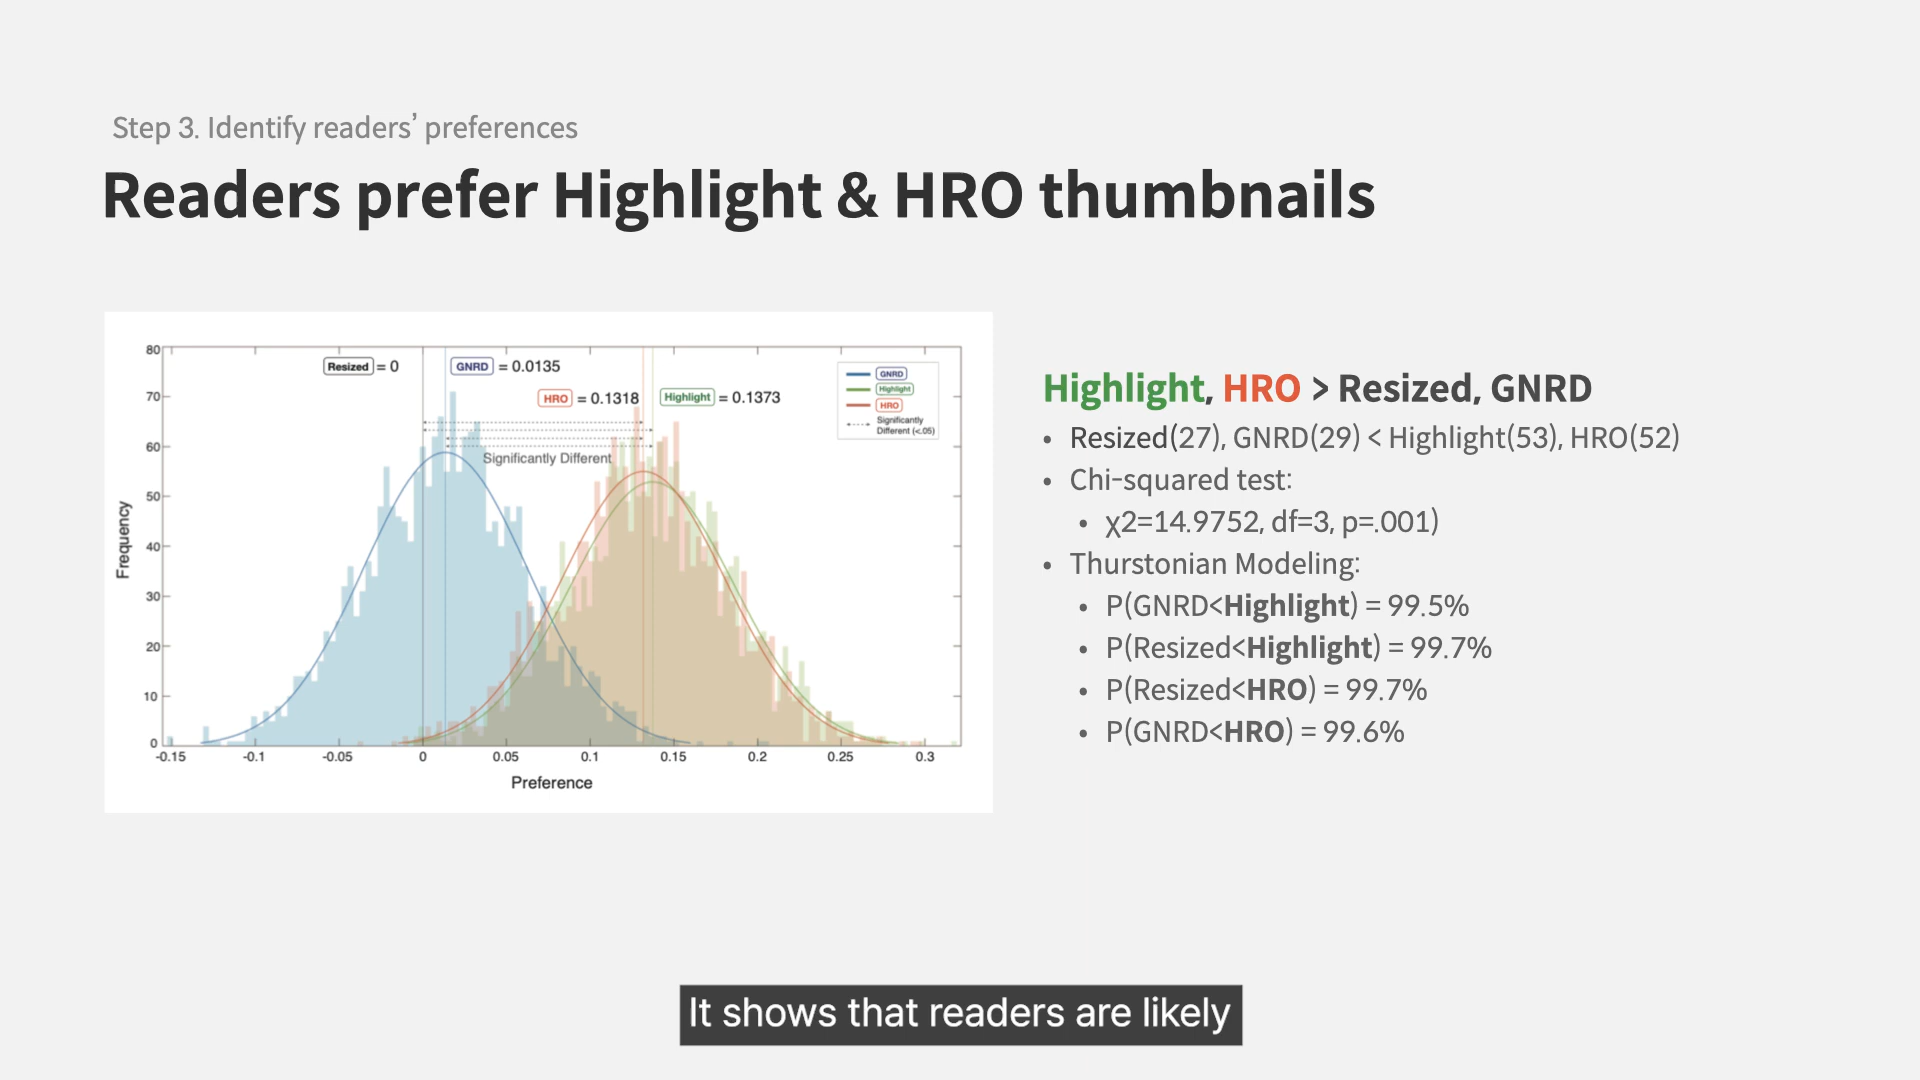 Step 3. Identify readers’ preferences
Readers prefer Highlight & HRO thumbnails
80
70
60
50
40
30
20
10
0
Frequency
Resized = 0
GNRD = 0.0135
HRO = 0.1318
Highlight = 0.1373
Significantly Different
GNRD
Highlight
HRO
Significantly
Different (<.05)
-0.15 -0.1 -0.05 0 0.05 0.1 0.15 0.2 0.25 0.3
Preference
Highlight, HRO > Resized, GNRD
• Resized(27), GNRD(29) < Highlight(53), HRO(52)
• Chi-squared test:
• χ2=14.9752, df=3, p=.001)
• Thurstonian Modeling:
• P(GNRD<Highlight) = 99.5%
• P(Resized<Highlight) = 99.7%
• P(Resized<HRO) = 99.7%
• P(GNRD<HRO) = 99.6%
It shows that readers are likely